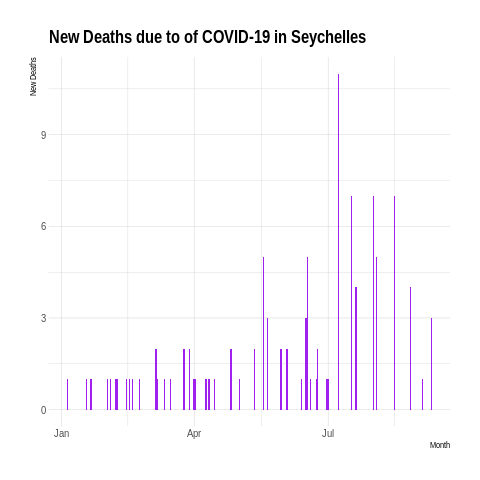 New Deaths due to of COVID-19 in Seychelles
New Deaths
9
6
3
0
Jan
Apr
Jul
Month